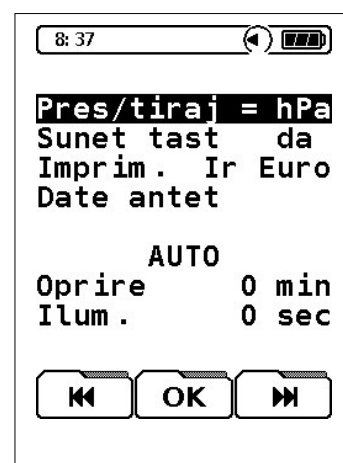 8:37
Pres/tiraj = hPa
Sunet tast da
Imprim. Ir Euro
Date antet
AUTO
Oprire 0 min
Ilum. 0 sec
OK